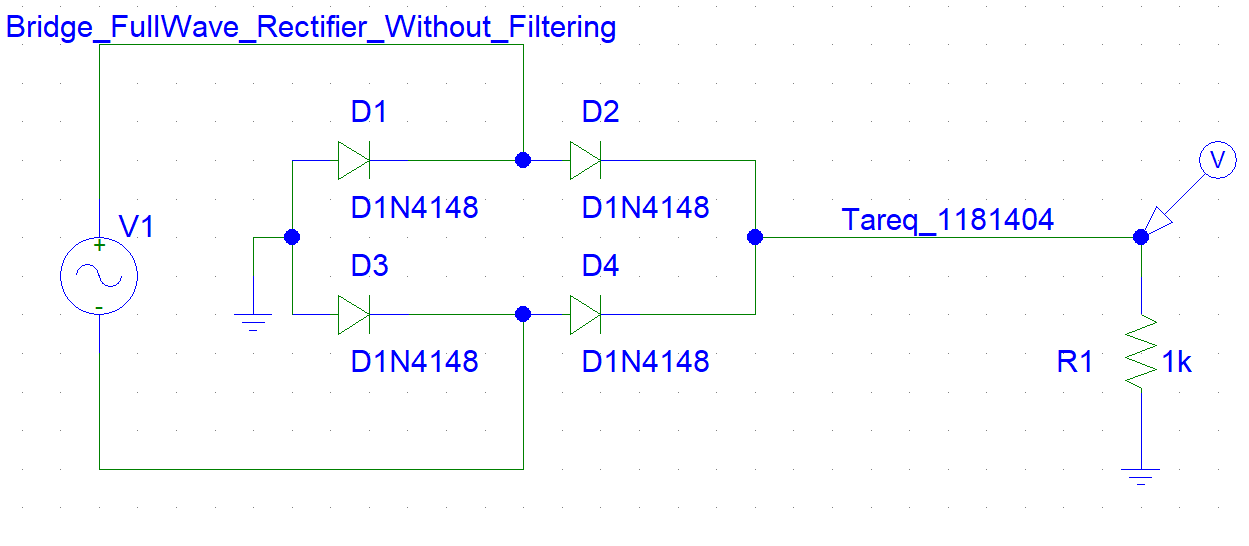 Bridge_FullWave_Rectifier_Without_Filtering
D1
D2
V
D1N4148
D1N4148
Tareq_1181404
V1
+
-
D3
D4
D1N4148
D1N4148
R1
1k